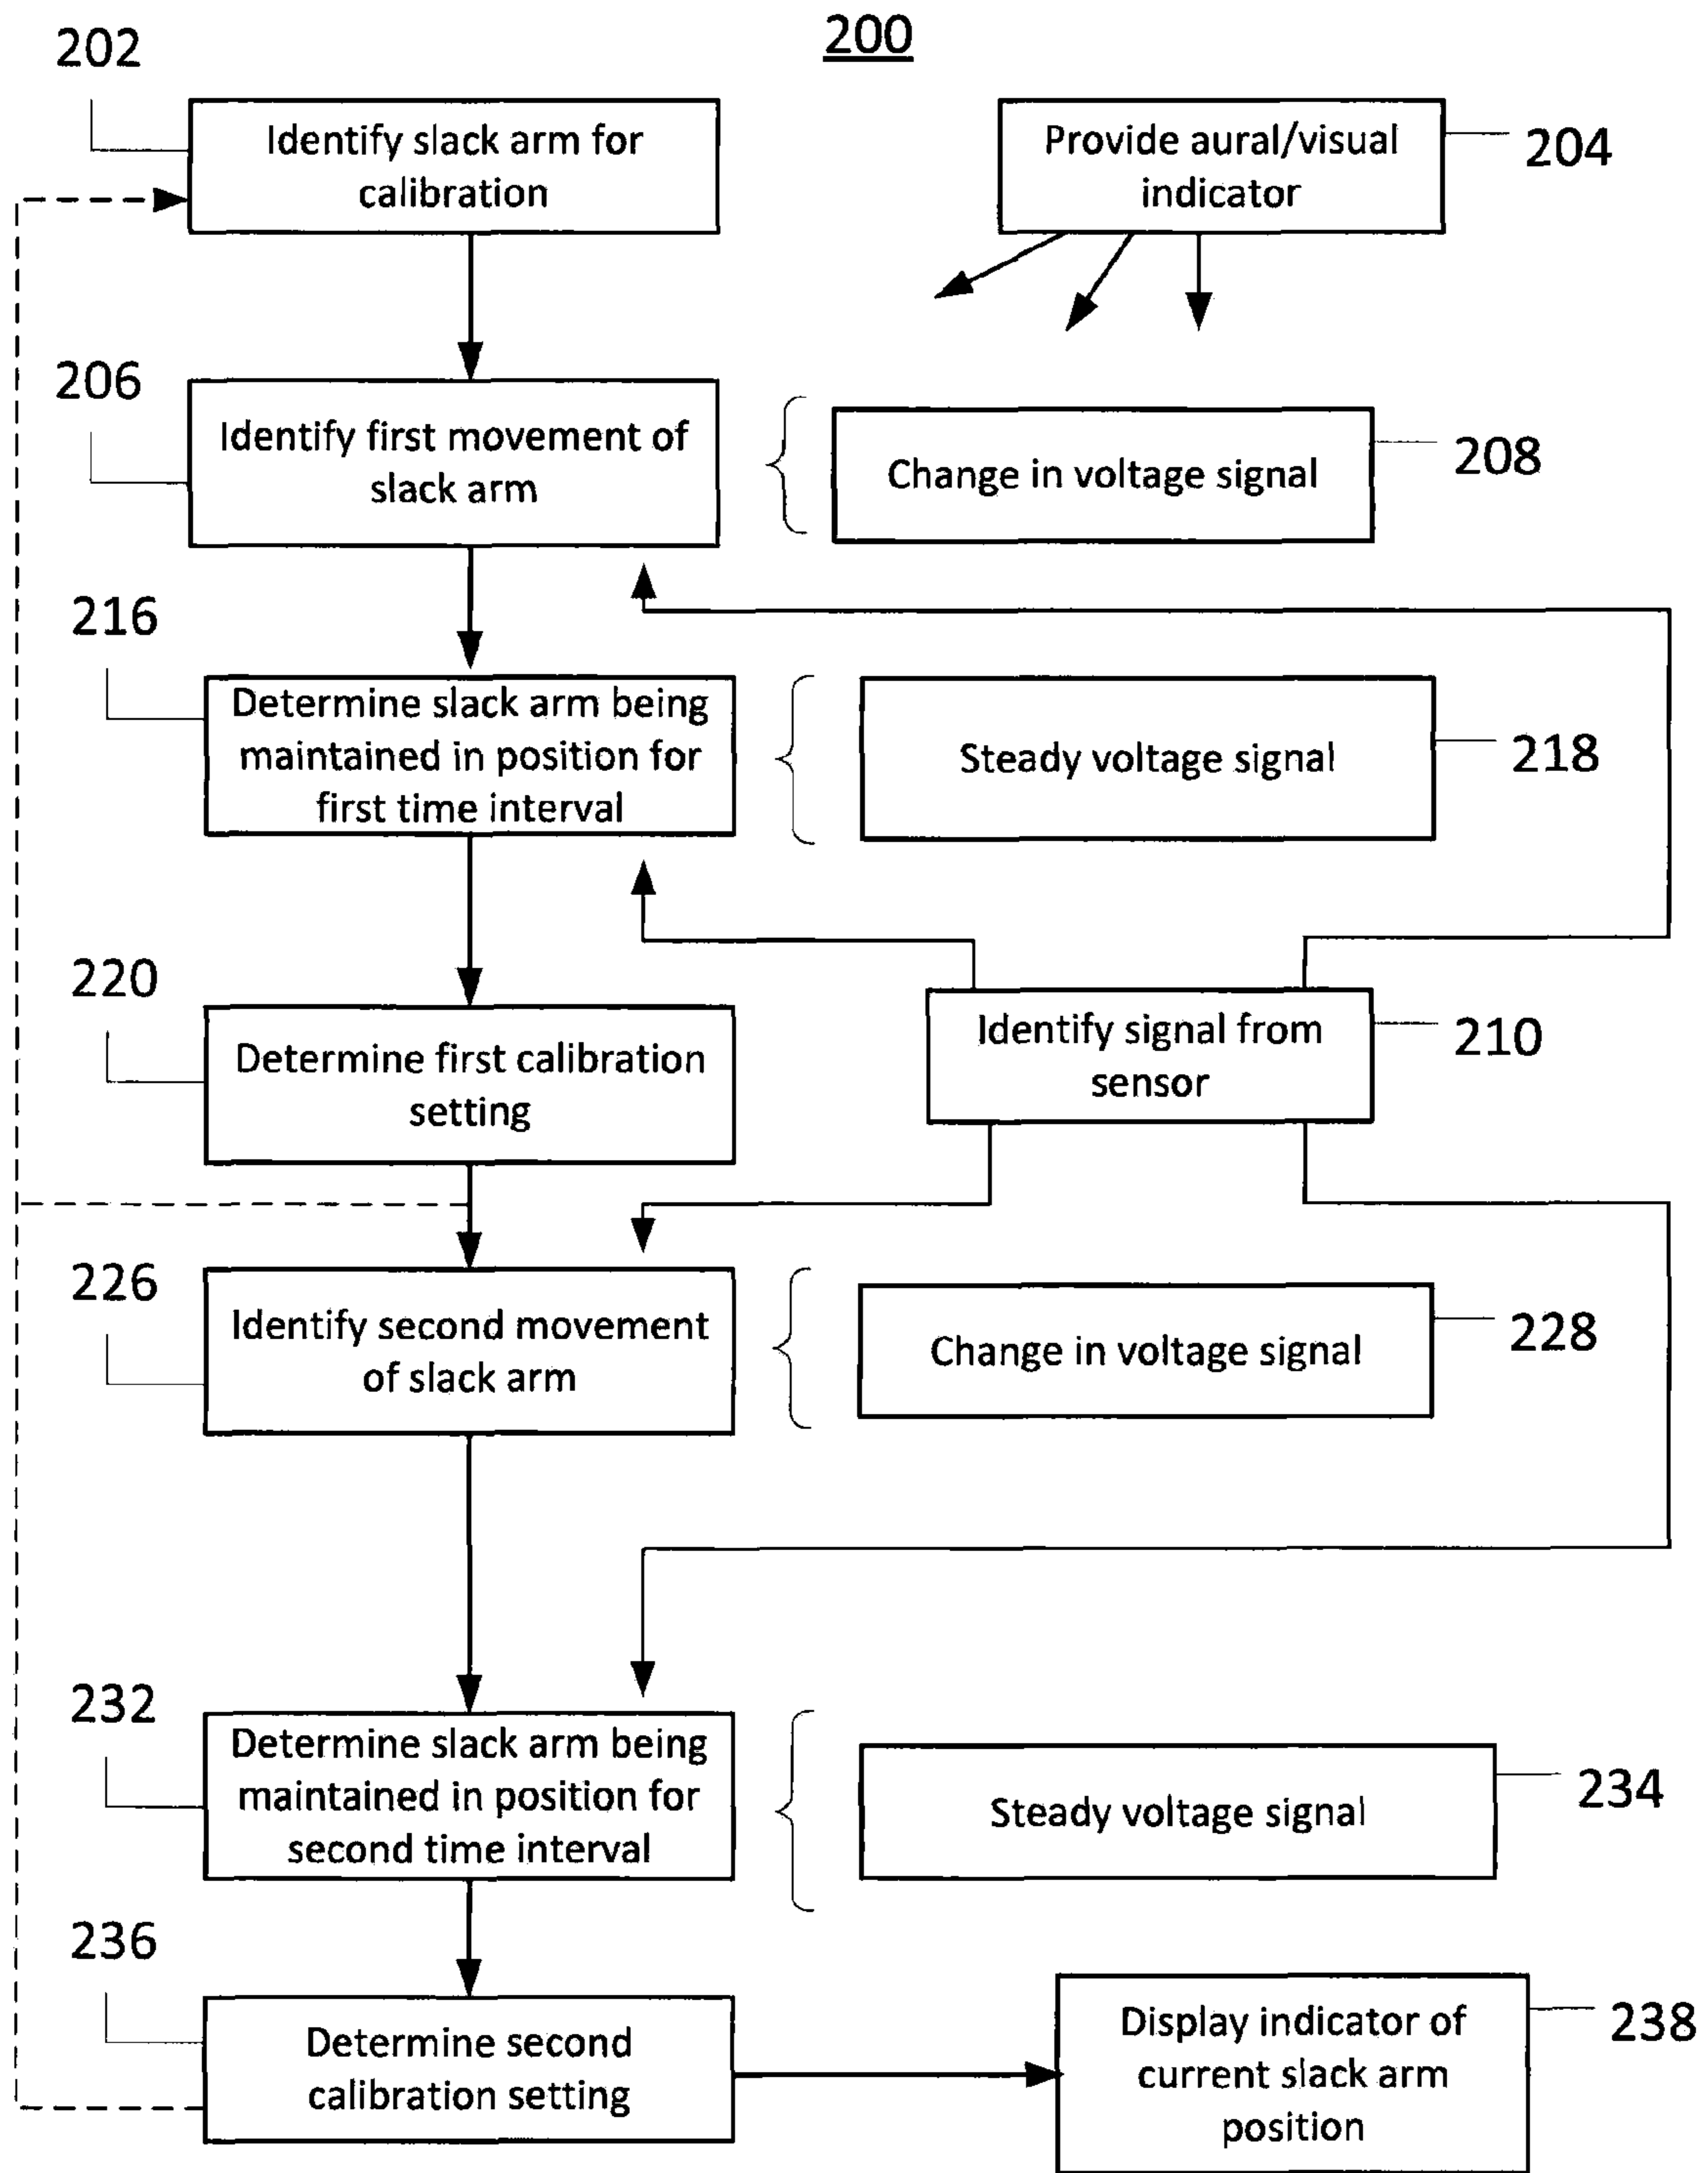 200
202
Identify slack arm for
calibration
Provide aural/visual
indicator
204
206
Identify first movement of
slack arm
Change in voltage signal
208
216
Determine slack arm being
maintained in position for
first time interval
Steady voltage signal
218
220
Determine first calibration
setting
Identify signal from
sensor
210
226
Identify second movement
of slack arm
Change in voltage signal
228
232
Determine slack arm being
maintained in position for
second time interval
Steady voltage signal
234
236
Determine second
calibration setting
Display indicator of
current slack arm
position
238